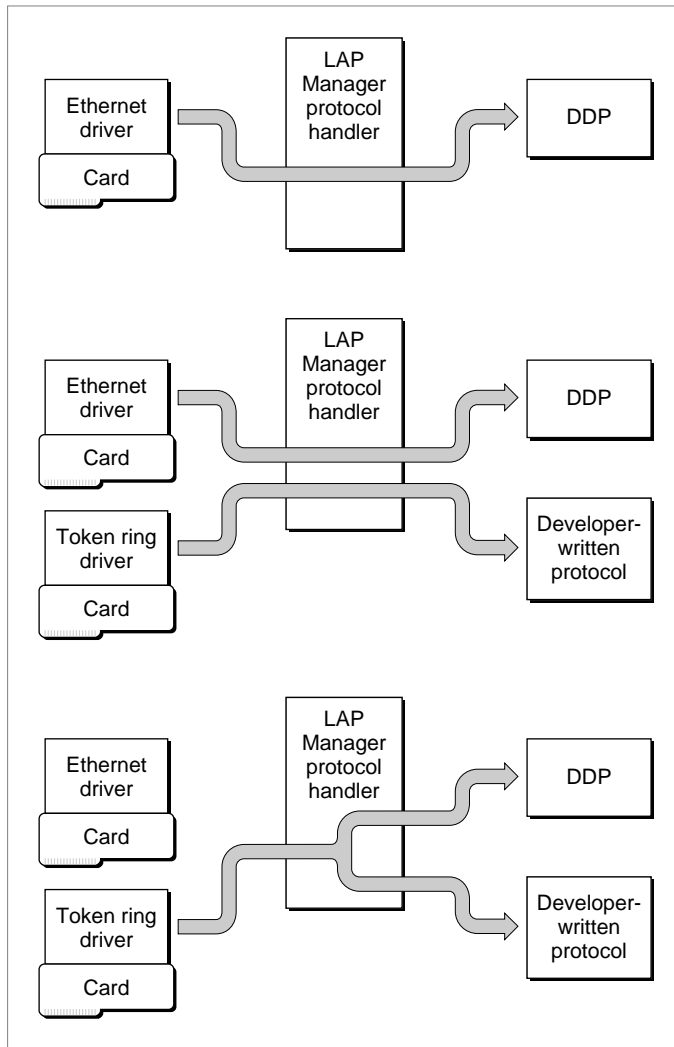 LAP
Manager
protocol
handler
Ethernet
driver
Card
DDP
LAP
Manager
protocol
handler
Ethernet
driver
Card
DDP
Token ring
driver
Card
Developer-
written
protocol
LAP
Manager
protocol
handler
Ethernet
driver
Card
DDP
Token ring
driver
Card
Developer-
written
protocol